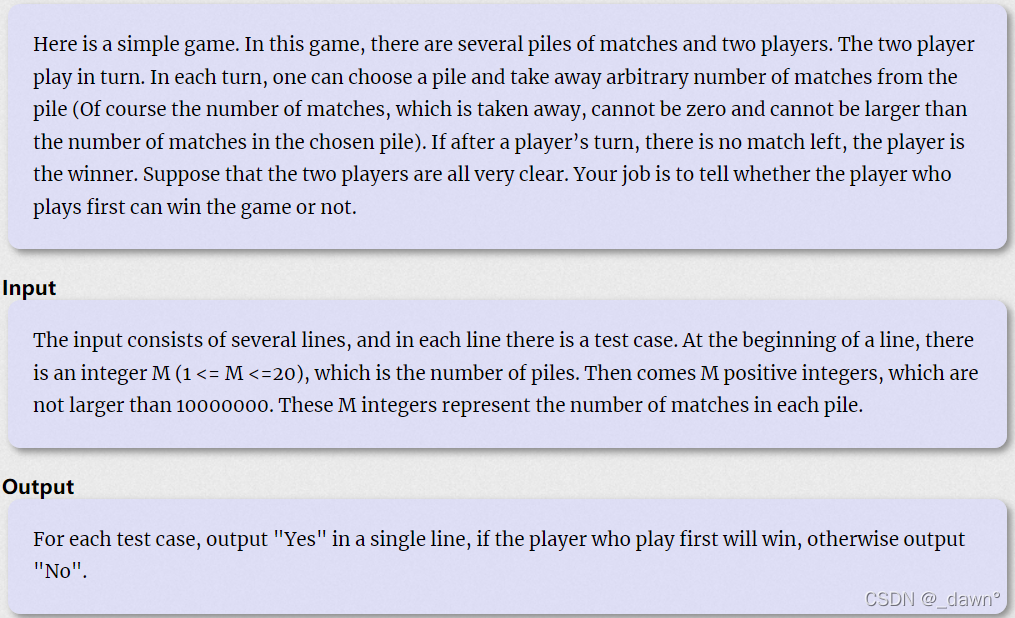 Here is a simple game. In this game, there are several piles of matches and two players. The two player
play in turn. In each turn, one can choose a pile and take away arbitrary number of matches from the
pile (Of course the number of matches, which is taken away, cannot be zero and cannot be larger than
the number of matches in the chosen pile). If after a player’s turn, there is no match left, the player is
the winner. Suppose that the two players are all very clear. Your job is to tell whether the player who
plays first can win the game or not.
Input
The input consists of several lines, and in each line there is a test case. At the beginning of a line, there
is an integer M (1 <= M <=20), which is the number of piles. Then comes M positive integers, which are
not larger than 10000000. These M integers represent the number of matches in each pile.
Output
For each test case, output "Yes" in a single line, if the player who play first will win, otherwise output
"No".
CSDN @_dawn°